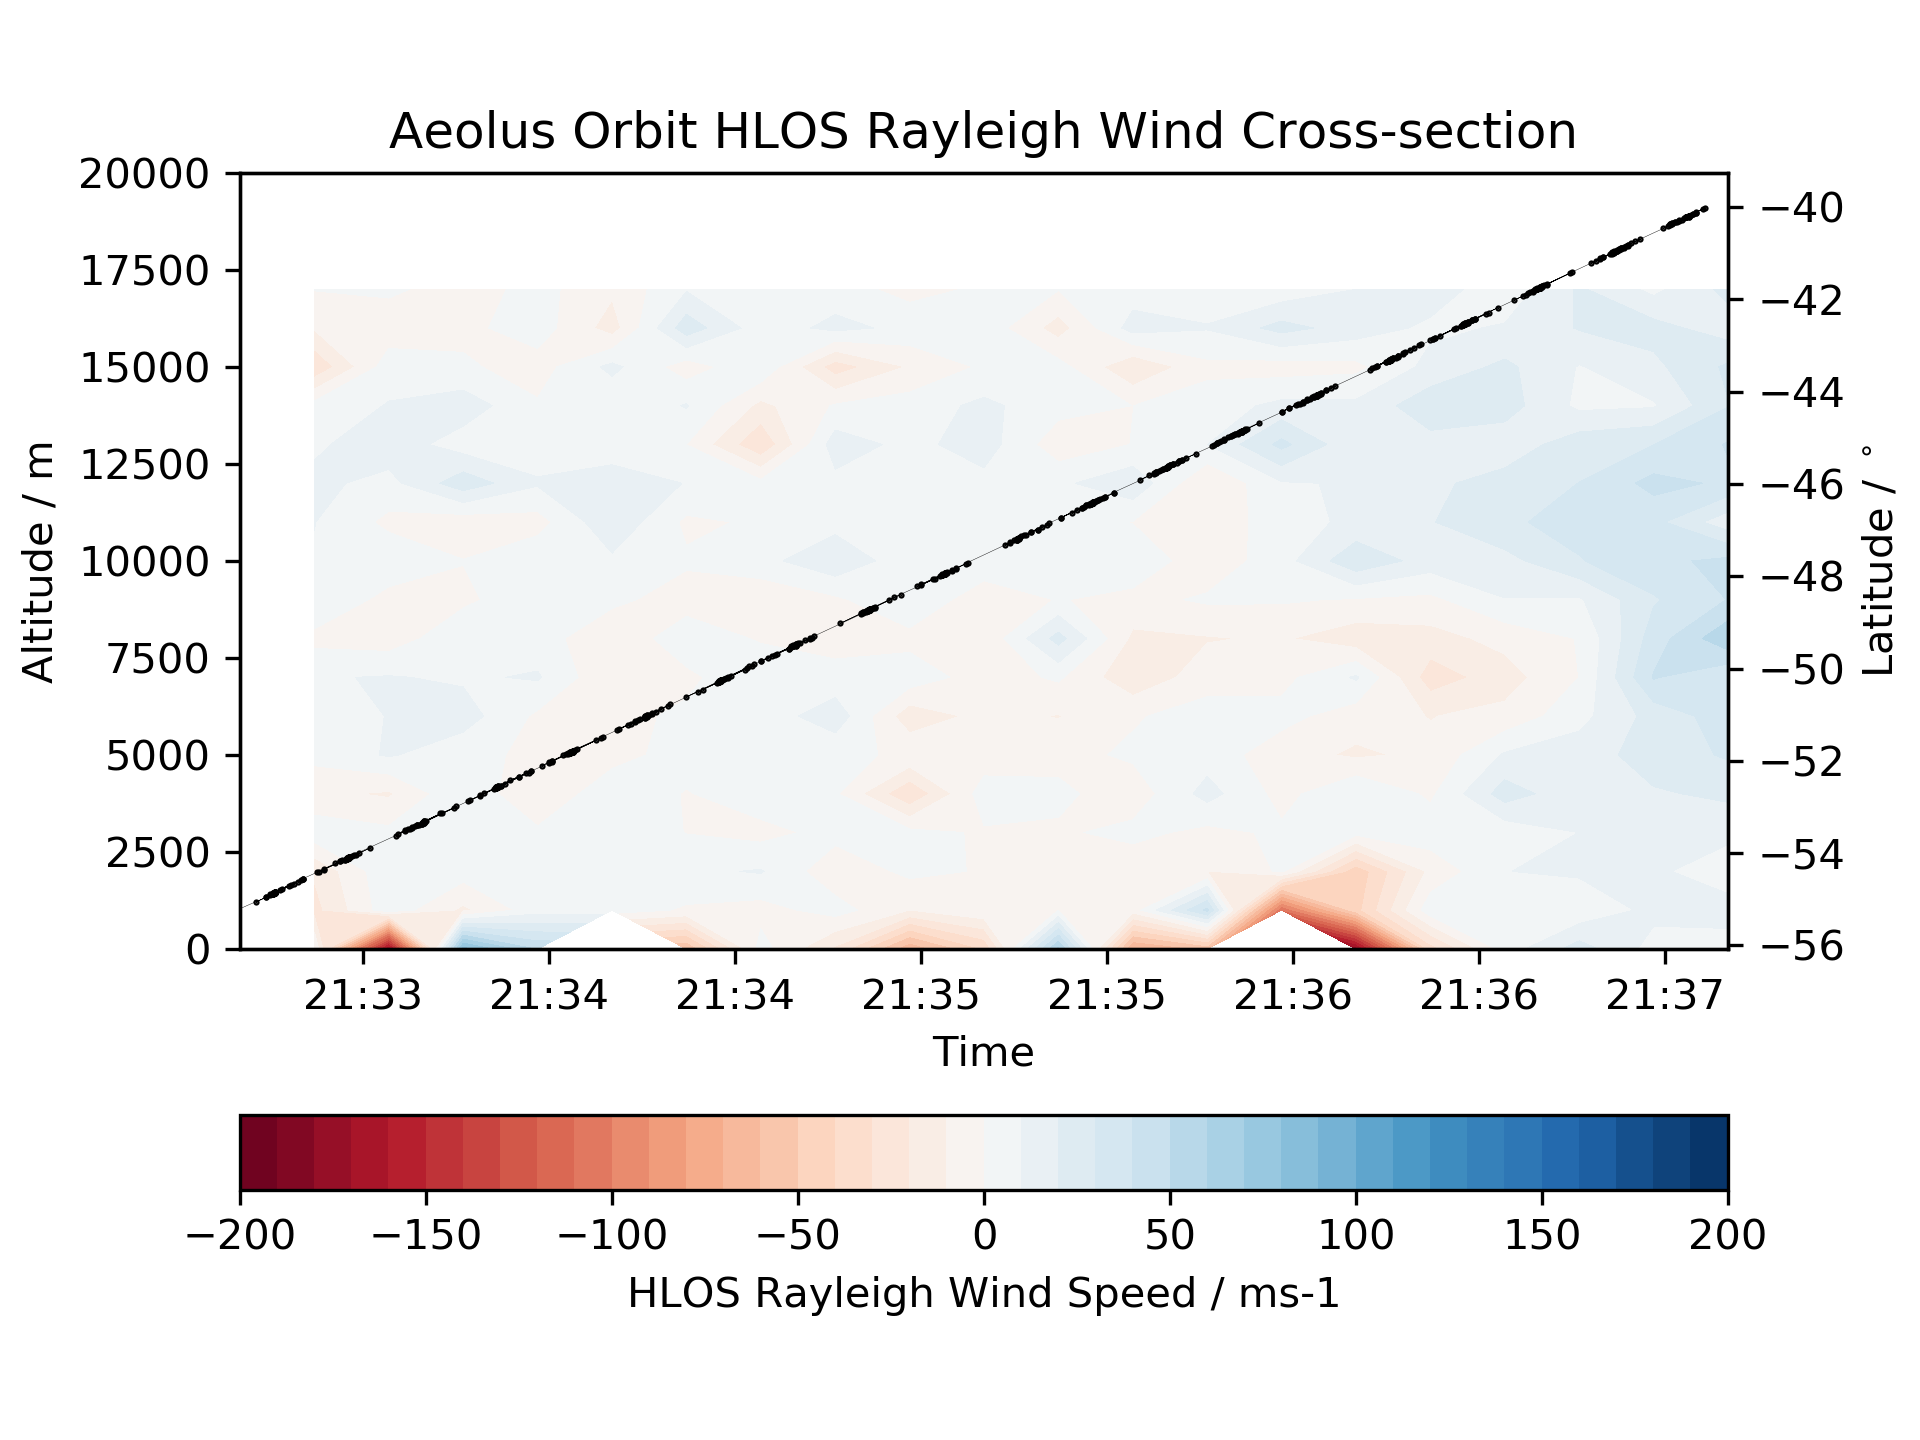 Aeolus Orbit HLOS Rayleigh Wind Cross-section
20000
17500
15000
12500
10000
7500
5000
2500
0
Altitude / m
−40
−42
−44
−46
−48
−50
−52
−54
−56
Latitude / °
21:33 21:34 21:34 21:35 21:35 21:36 21:36 21:37
Time
−200 −150 −100 −50 0 50 100 150 200
HLOS Rayleigh Wind Speed / ms-1